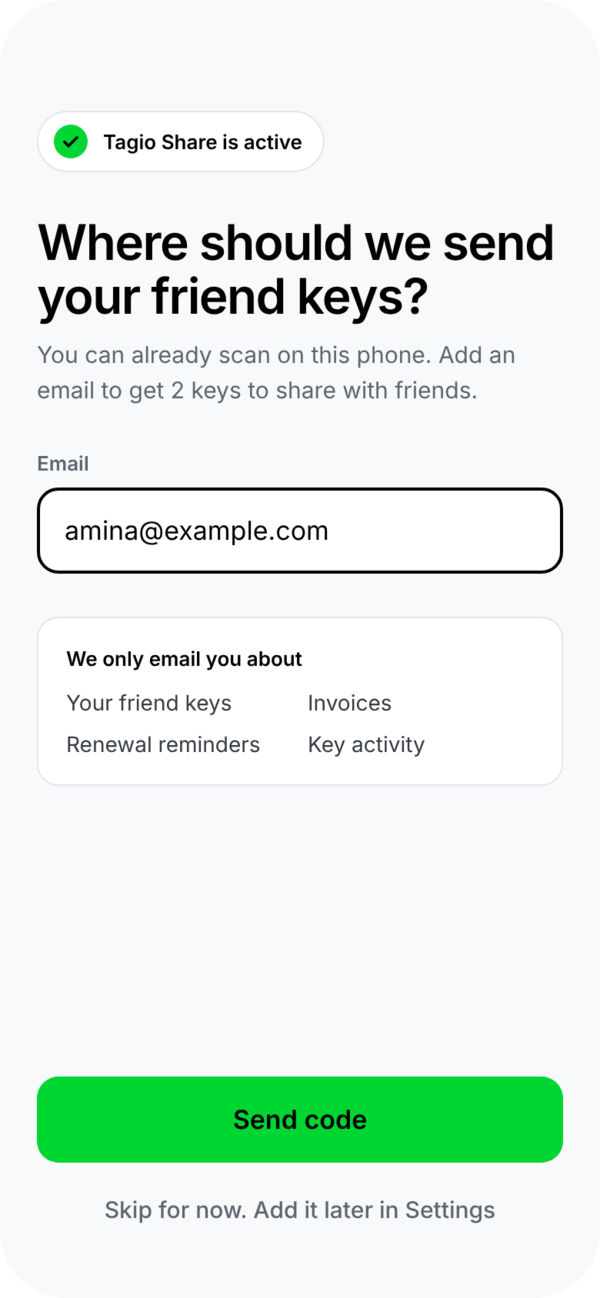 Tagio Share is active
Where should we send
your friend keys?
You can already scan on this phone. Add an
email to get 2 keys to share with friends.
Email
amina@example.com
We only email you about
Your friend keys
Invoices
Renewal reminders
Key activity
Send code
Skip for now. Add it later in Settings